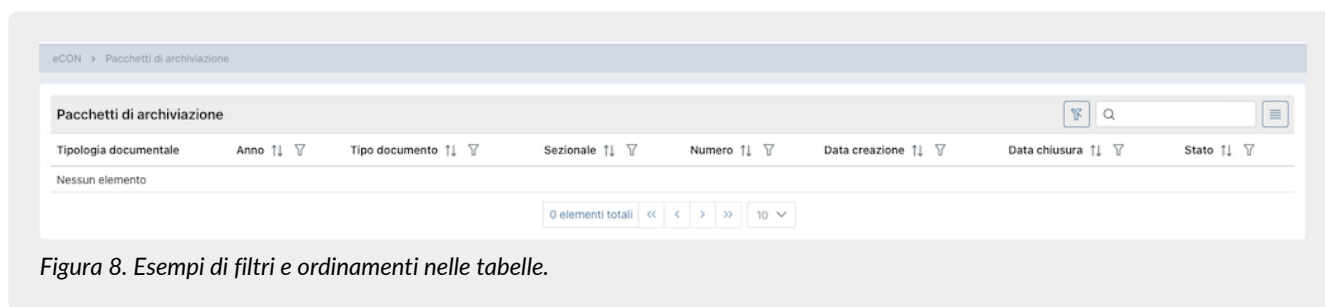 eCON > Pacchetti di archiviazione
Pacchetti di archiviazione
Tipologia documentale Anno Tipo documento Sezionale Numero Data creazione Data chiusura Stato
Nessun elemento
0 elementi totali << < > >> 10
Figura 8. Esempi di filtri e ordinamenti nelle tabelle.